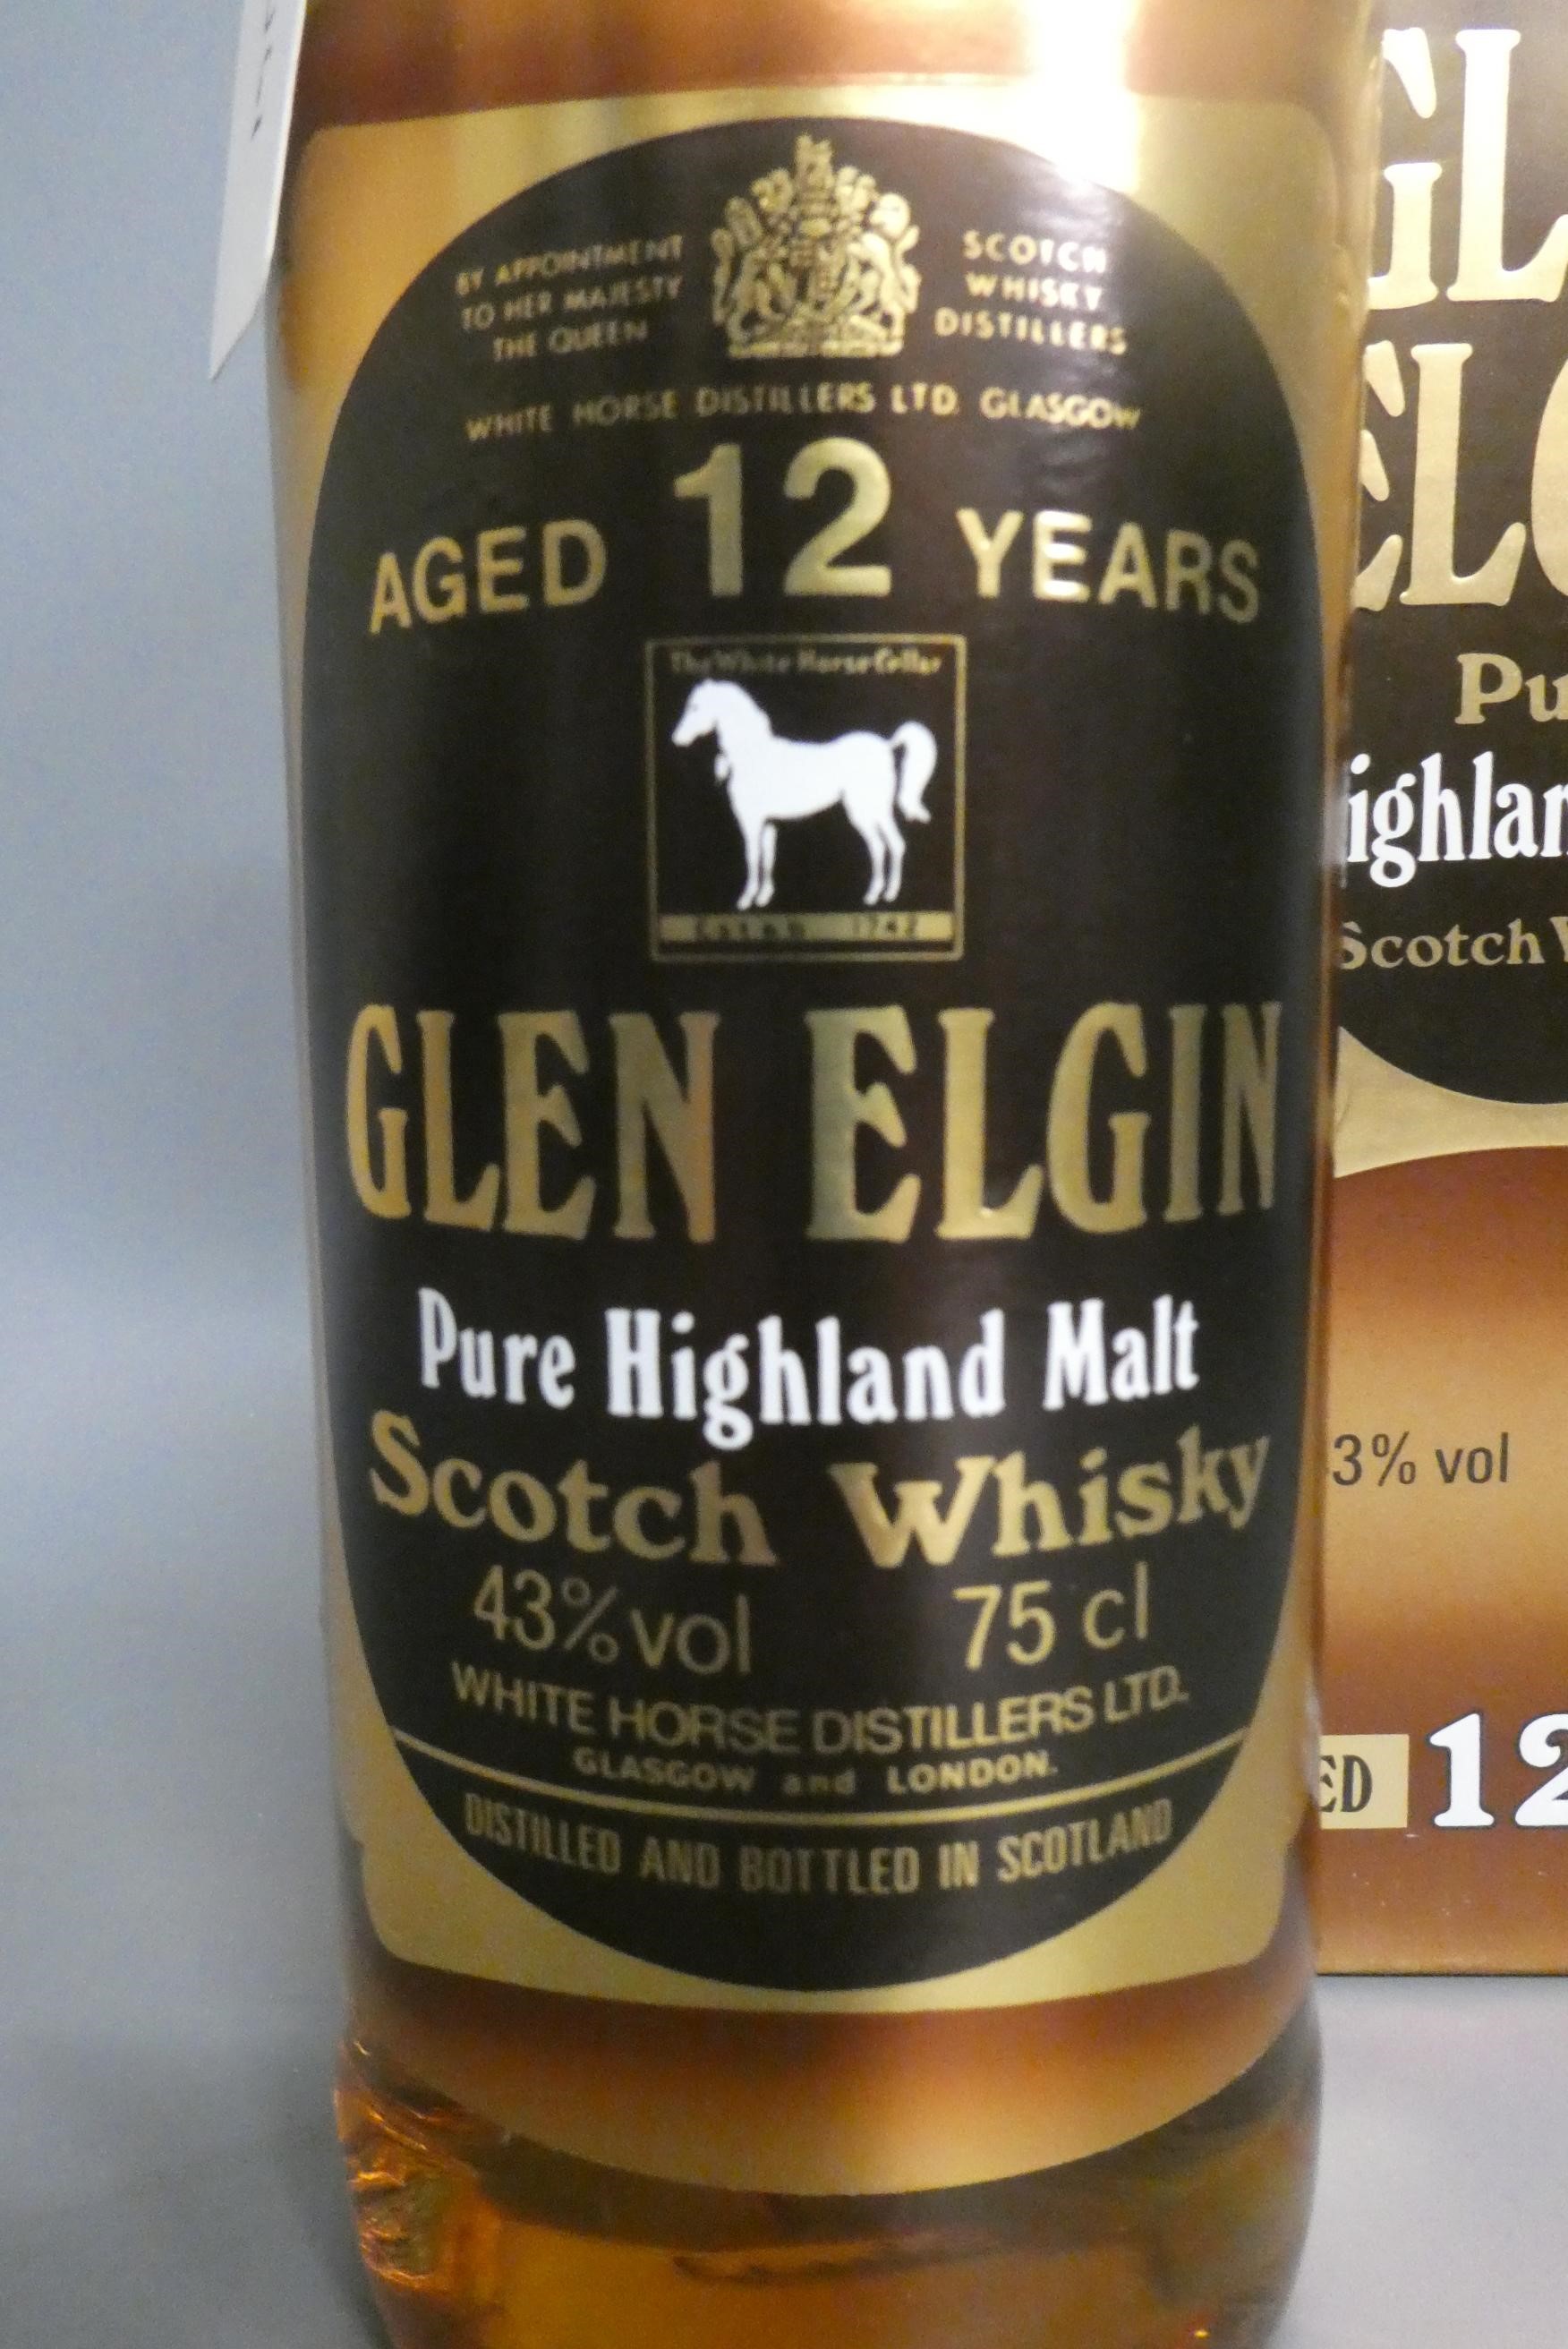 BY APPOINTMENT
TO HER MAJESTY
THE QUEEN
SCOTCH
WHISKY
DISTILLERS
WHITE HORSE DISTILLERS LTD. GLASGOW
AGED 12 YEARS
The White Horse Cellar
1742
GLEN ELGIN
Pure Highland Malt
Scotch Whisky
43% vol 75 cl
WHITE HORSE DISTILLERS LTD.
GLASGOW and LONDON.
DISTILLED AND BOTTLED IN SCOTLAND
GL
ELG
Pu
ighlan
Scotch W
3% vol
ED 12